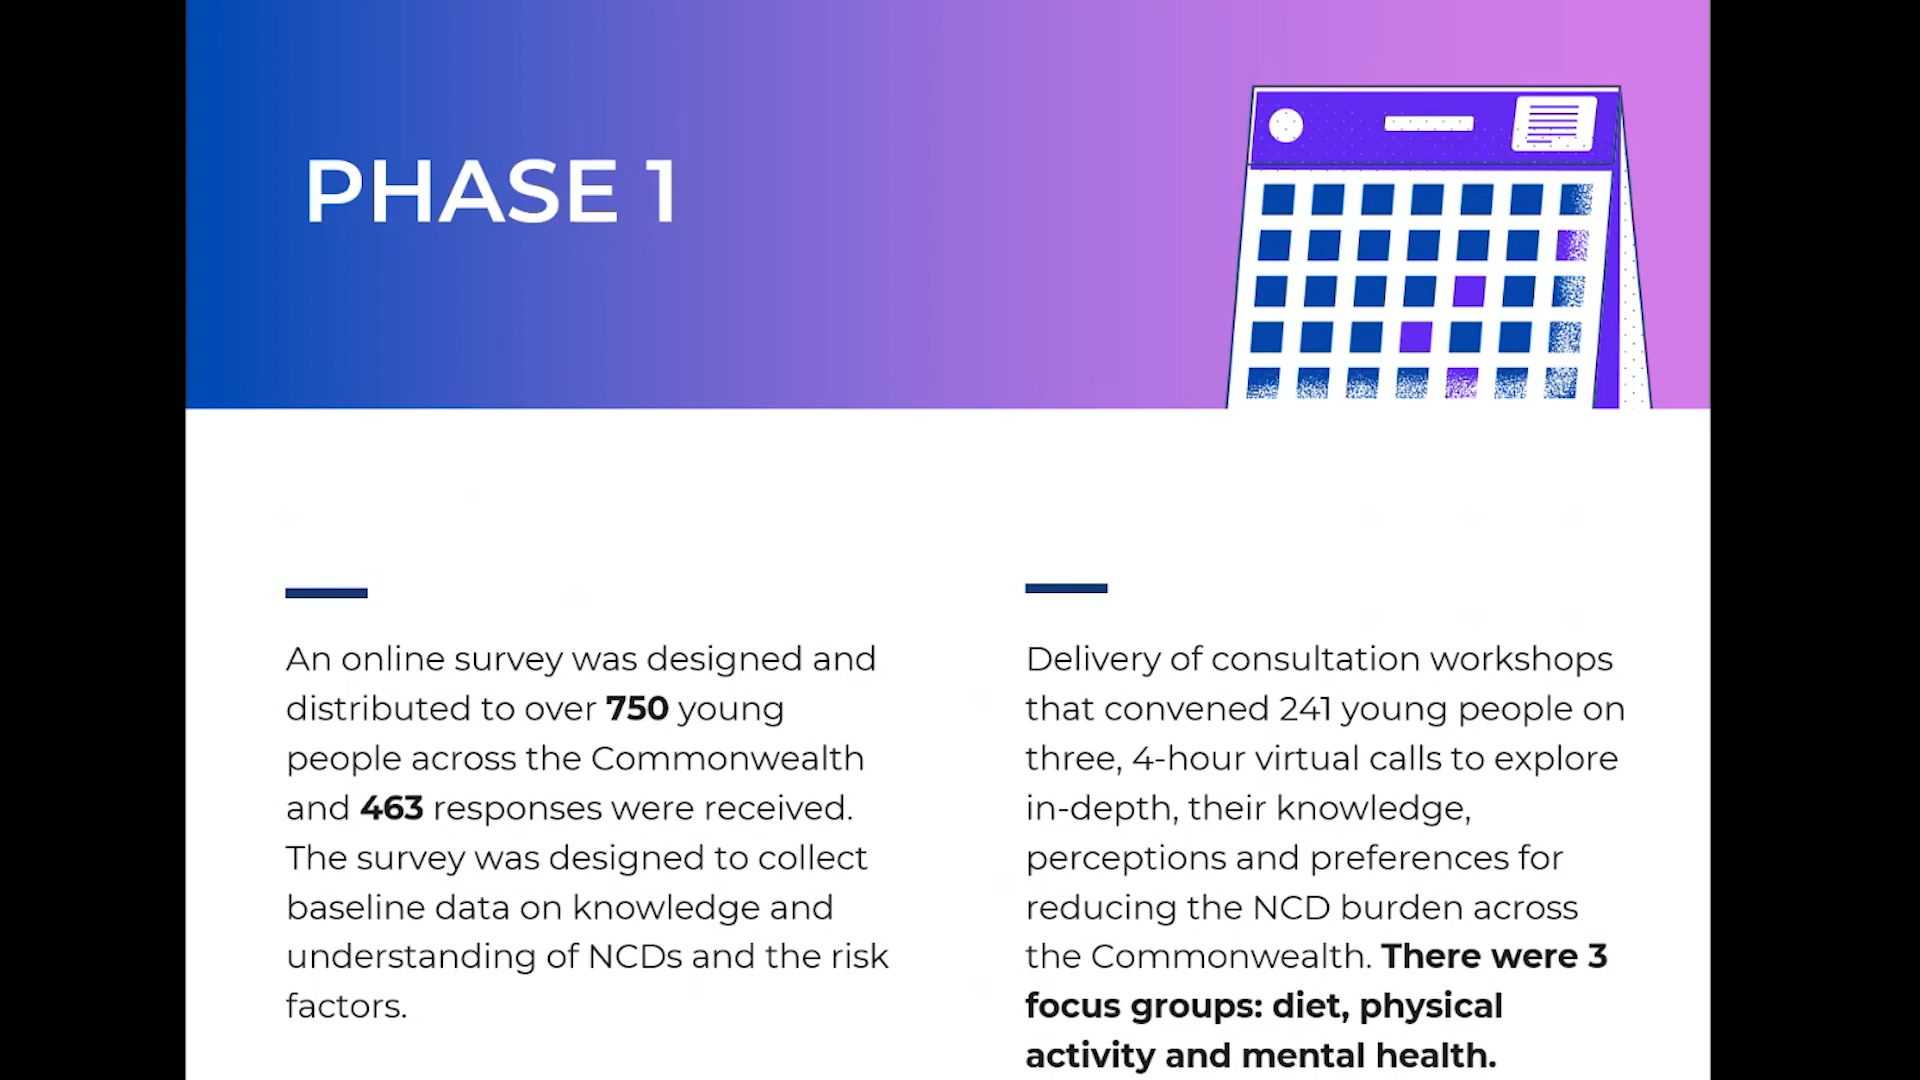 PHASE 1
An online survey was designed and
distributed to over 750 young
people across the Commonwealth
and 463 responses were received.
The survey was designed to collect
baseline data on knowledge and
understanding of NCDs and the risk
factors.
Delivery of consultation workshops
that convened 241 young people on
three, 4-hour virtual calls to explore
in-depth, their knowledge,
perceptions and preferences for
reducing the NCD burden across
the Commonwealth. There were 3
focus groups: diet, physical
activity and mental health.